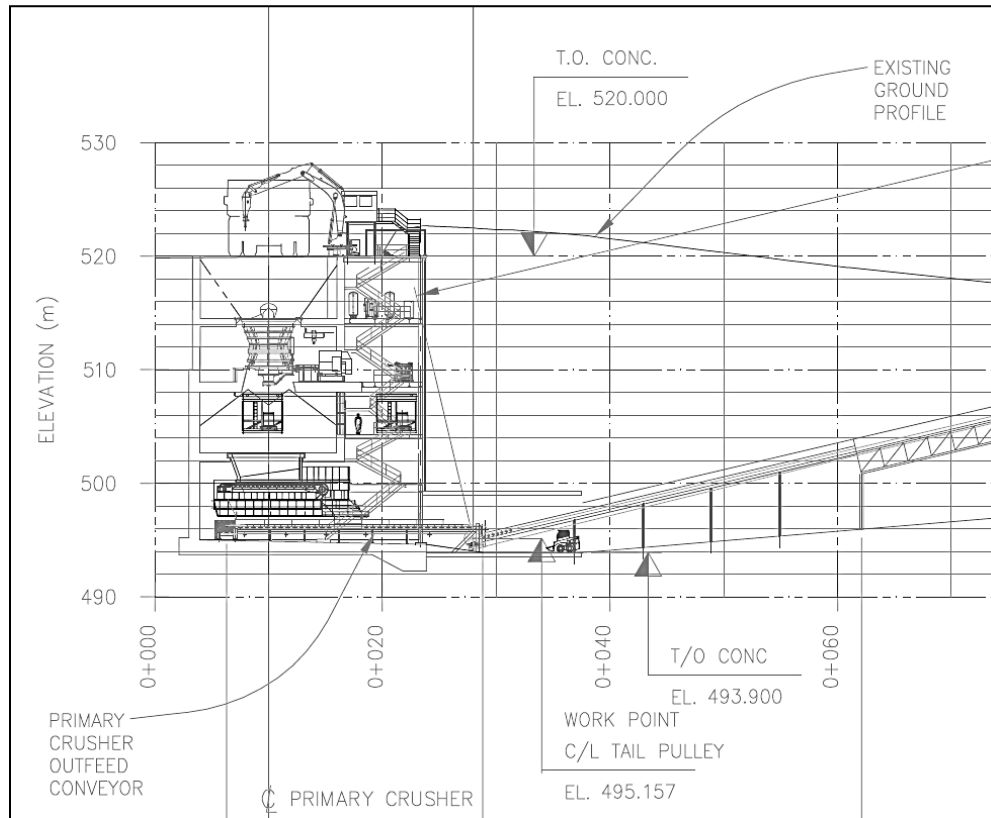 T.O. CONC.
EL. 520.000
EXISTING
GROUND
PROFILE
530
520
510
500
490
ELEVATION (m)
0+000
0+020
0+040
0+060
T/O CONC
EL. 493.900
WORK POINT
C/L TAIL PULLEY
EL. 495.157
PRIMARY
CRUSHER
OUTFEED
CONVEYOR
℄ PRIMARY CRUSHER